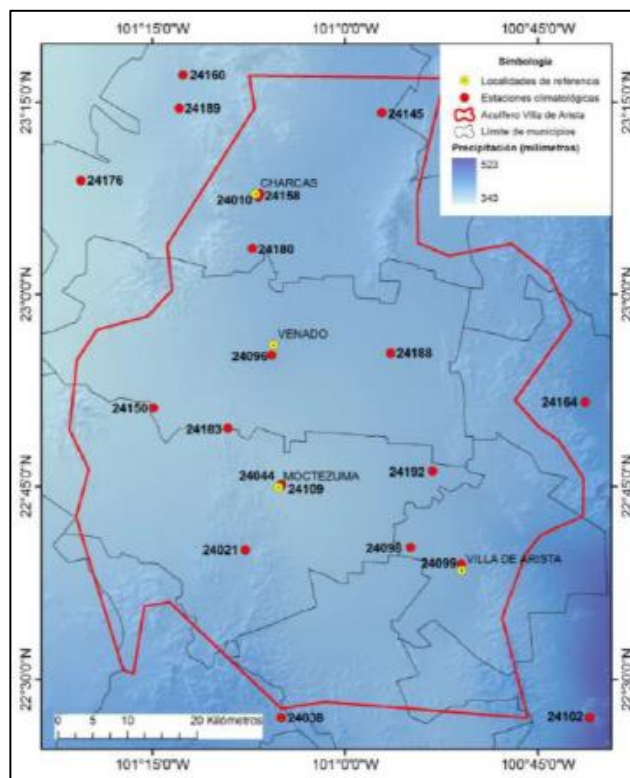 101°15'0"W 101°0'0"W 100°45'0"W
Simbología
Localidades de referencia
Estaciones climatológicas
Acuífero Villa de Arista
Límite de municipios
Precipitación (milímetros)
523
343
23°15'0"N
23°15'0"N
24160
24189
24145
24176
CHARCAS
24010
24158
24180
23°0'0"N
23°0'0"N
VENADO
24096
24188
24150
24164
24183
22°45'0"N
22°45'0"N
24044
MOCTEZUMA
24109
24192
24021
24098
24099
VILLA DE ARISTA
22°30'0"N
22°30'0"N
0 5 10 20 Kilómetros
24038
24102
101°15'0"W 101°0'0"W 100°45'0"W